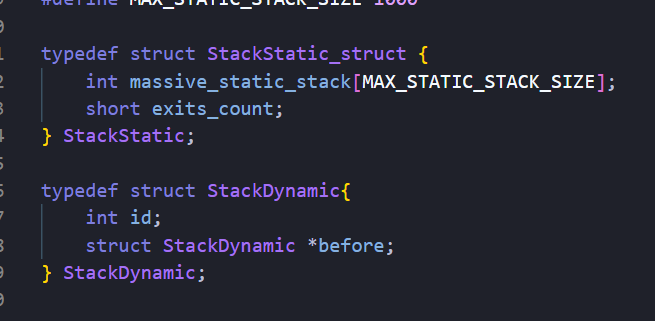 #define MAX_STATIC_STACK_SIZE 1000
typedef struct StackStatic_struct {
int massive_static_stack[MAX_STATIC_STACK_SIZE];
short exits_count;
} StackStatic;
typedef struct StackDynamic{
int id;
struct StackDynamic *before;
} StackDynamic;